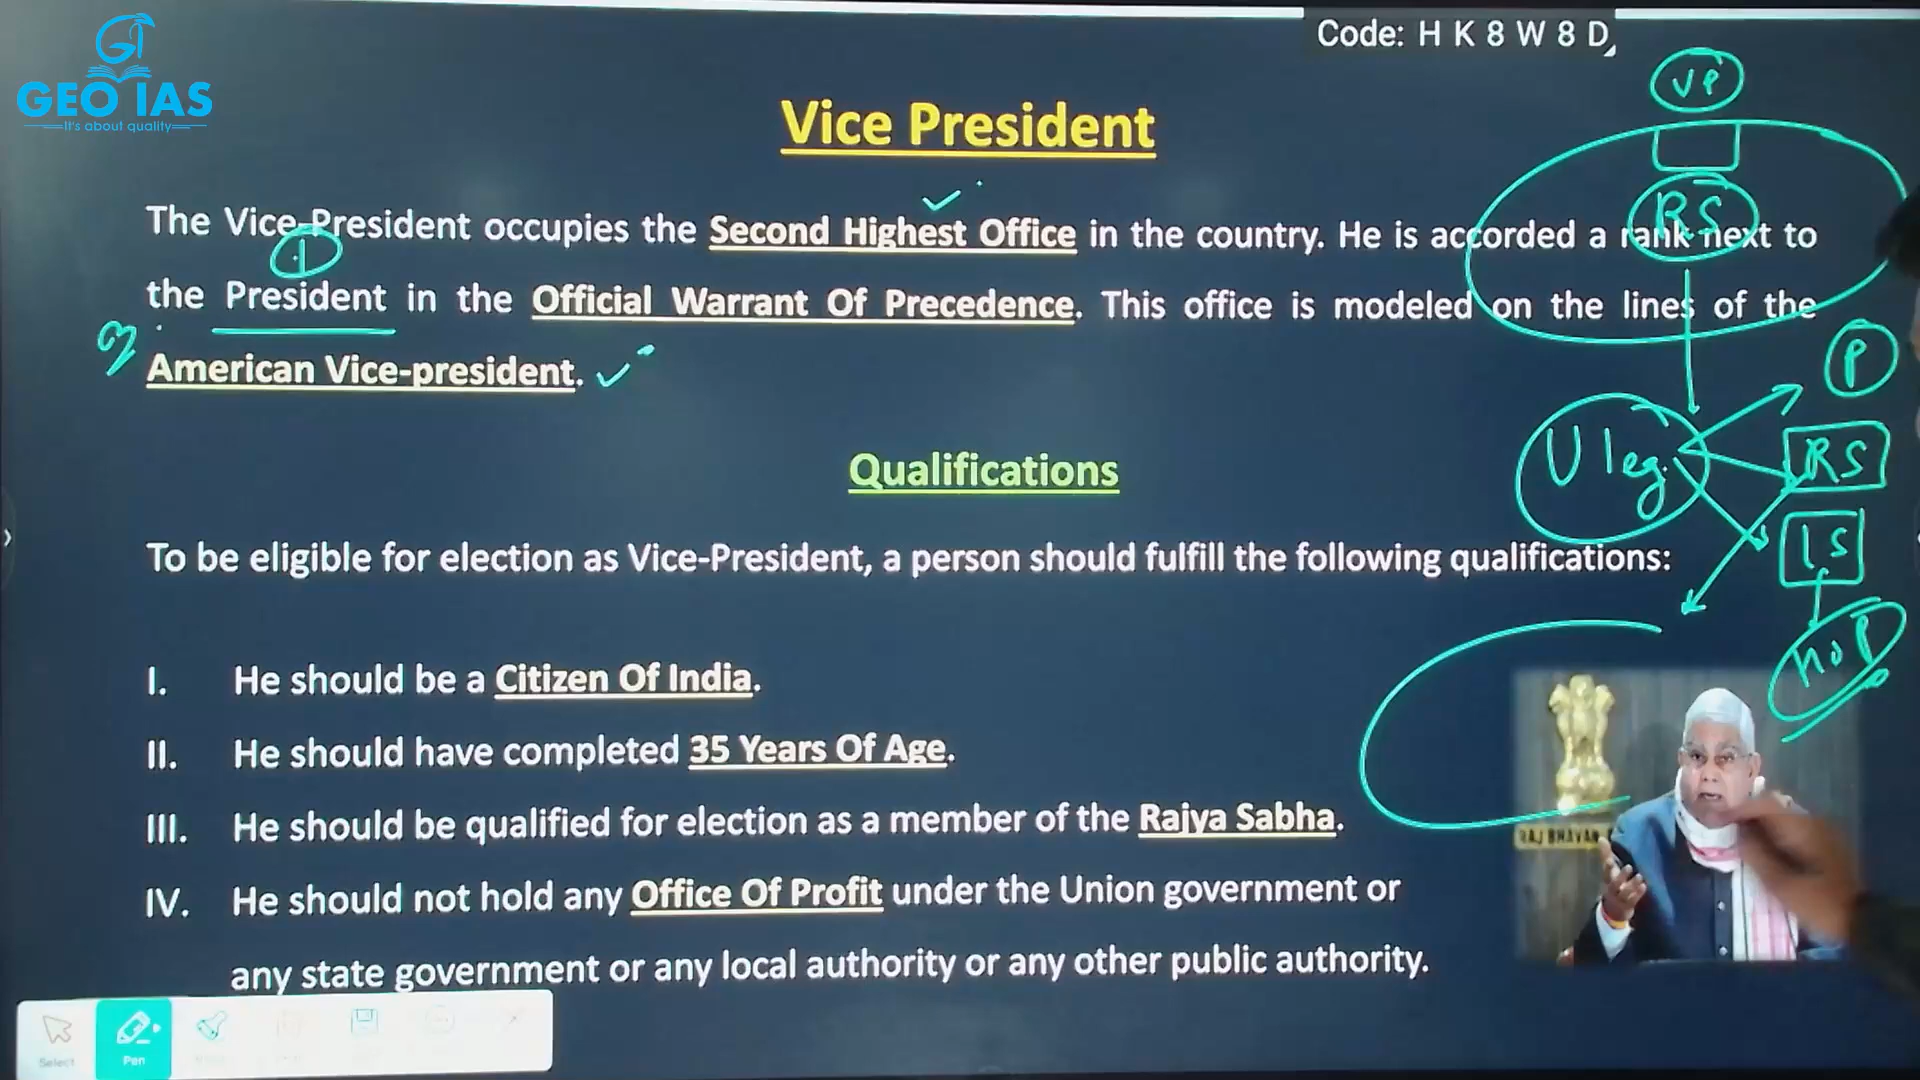 Code: H K 8 W 8 D
GEO IAS
It's about quality
VP
Vice President
RS
The Vice-President occupies the Second Highest Office in the country. He is accorded a rank next to
1
the President in the Official Warrant Of Precedence. This office is modeled on the lines of the
2
American Vice-president.
P
U leg.
RS
Qualifications
LS
To be eligible for election as Vice-President, a person should fulfill the following qualifications:
HoP
I. He should be a Citizen Of India.
II. He should have completed 35 Years Of Age.
III. He should be qualified for election as a member of the Rajya Sabha.
RAJ BHAVAN
IV. He should not hold any Office Of Profit under the Union government or
any state government or any local authority or any other public authority.
Select
Pen